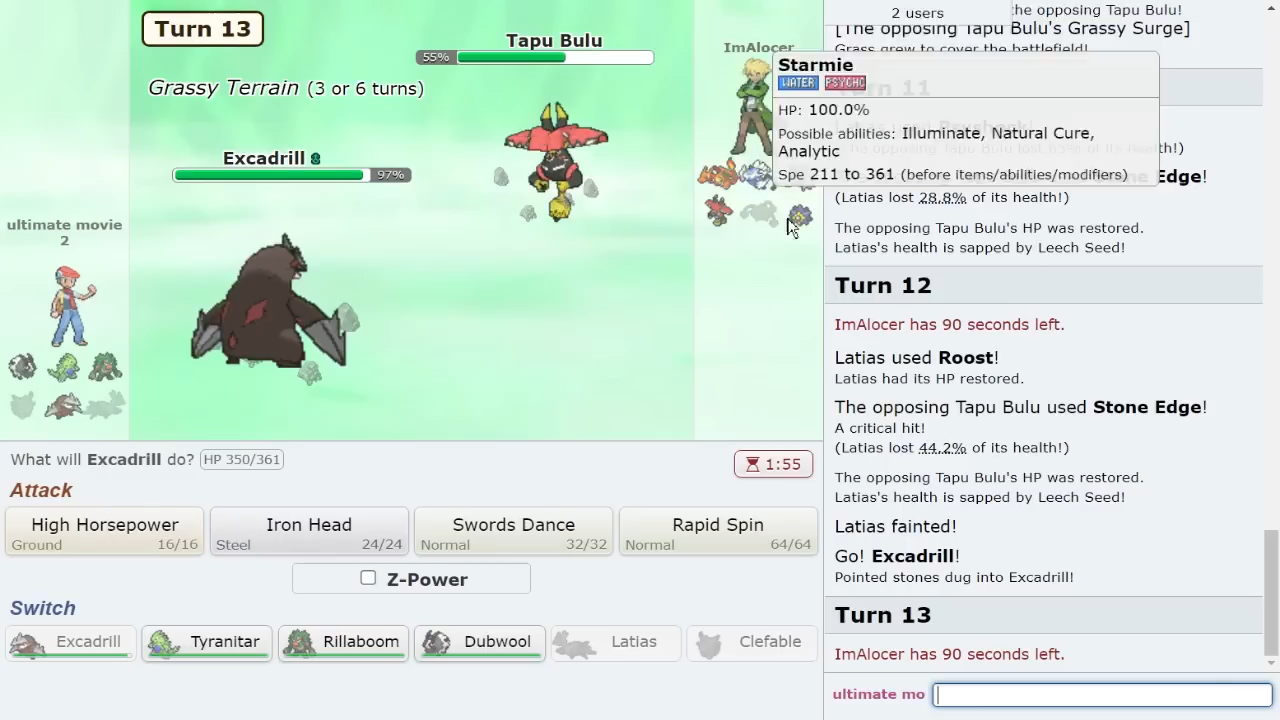 Turn 13
Grassy Terrain (3 or 6 turns)
Tapu Bulu
55%
Excadrill
97%
ultimate movie
2
ImAlocer
2 users
Starmie
WATER PSYCHC
HP: 100.0%
Possible abilities: Illuminate, Natural Cure,
Analytic
Spe 211 to 361 (before items/abilities/modifiers)
the opposing Tapu Bulu!
[The opposing Tapu Bulu's Grassy Surge]
Grass grew to cover the battlefield!
Turn 11
Edge!
(Latias lost 28.8% of its health!)
The opposing Tapu Bulu's HP was restored.
Latias's health is sapped by Leech Seed!
Turn 12
ImAlocer has 90 seconds left.
Latias used Roost!
Latias had its HP restored.
The opposing Tapu Bulu used Stone Edge!
A critical hit!
(Latias lost 44.2% of its health!)
The opposing Tapu Bulu's HP was restored.
Latias's health is sapped by Leech Seed!
Latias fainted!
Go! Excadrill!
Pointed stones dug into Excadrill!
Turn 13
ImAlocer has 90 seconds left.
ultimate mo
What will Excadrill do? HP 350/361
1:55
Attack
High Horsepower
Ground 16/16
Iron Head
Steel 24/24
Swords Dance
Normal 32/32
Rapid Spin
Normal 64/64
Z-Power
Switch
Excadrill Tyranitar Rillaboom Dubwool Latias Clefable